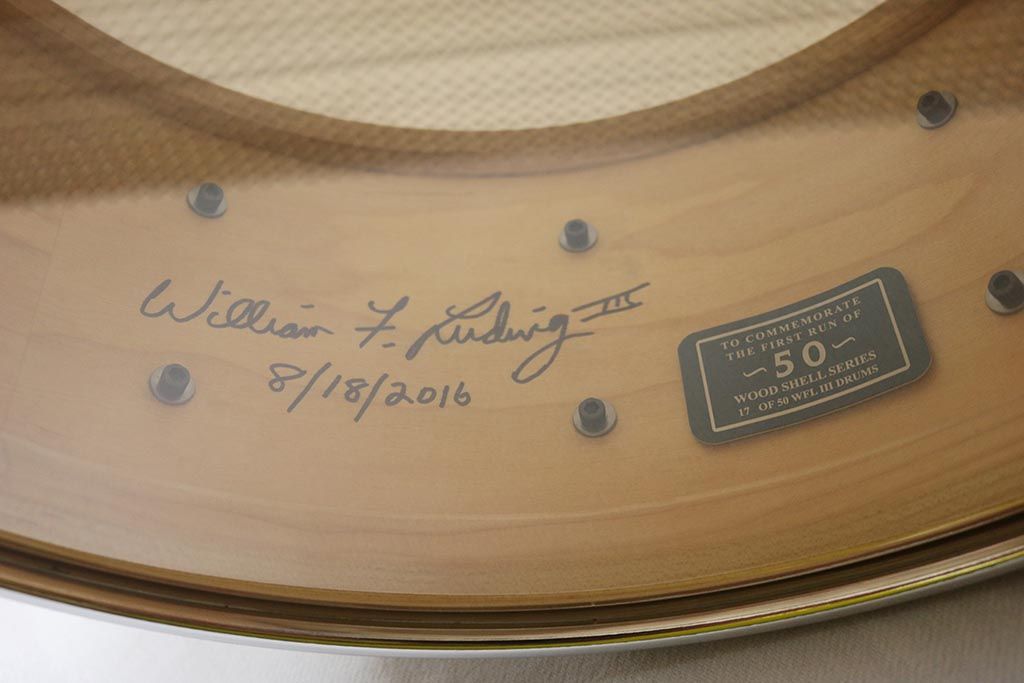 William F. Ludwig III
8/18/2016
TO COMMEMORATE
THE FIRST RUN OF
~ 50 ~
WOOD SHELL SERIES
17 OF 50 WFL III DRUMS